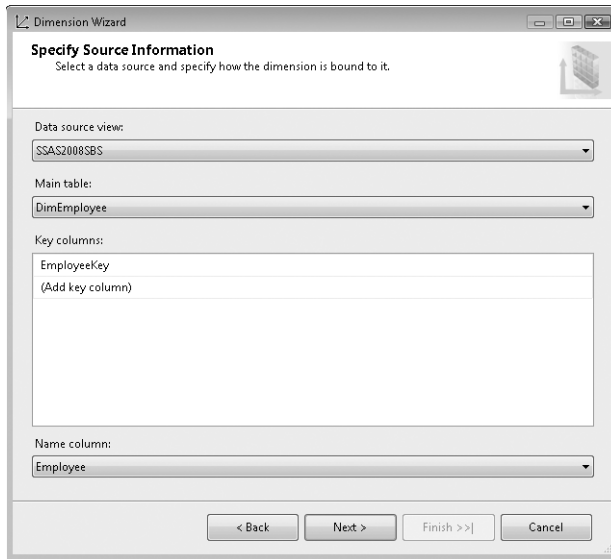 Dimension Wizard
Specify Source Information
Select a data source and specify how the dimension is bound to it.
Data source view:
SSAS2008SBS
Main table:
DimEmployee
Key columns:
EmployeeKey
(Add key column)
Name column:
Employee
< Back Next > Finish >>| Cancel